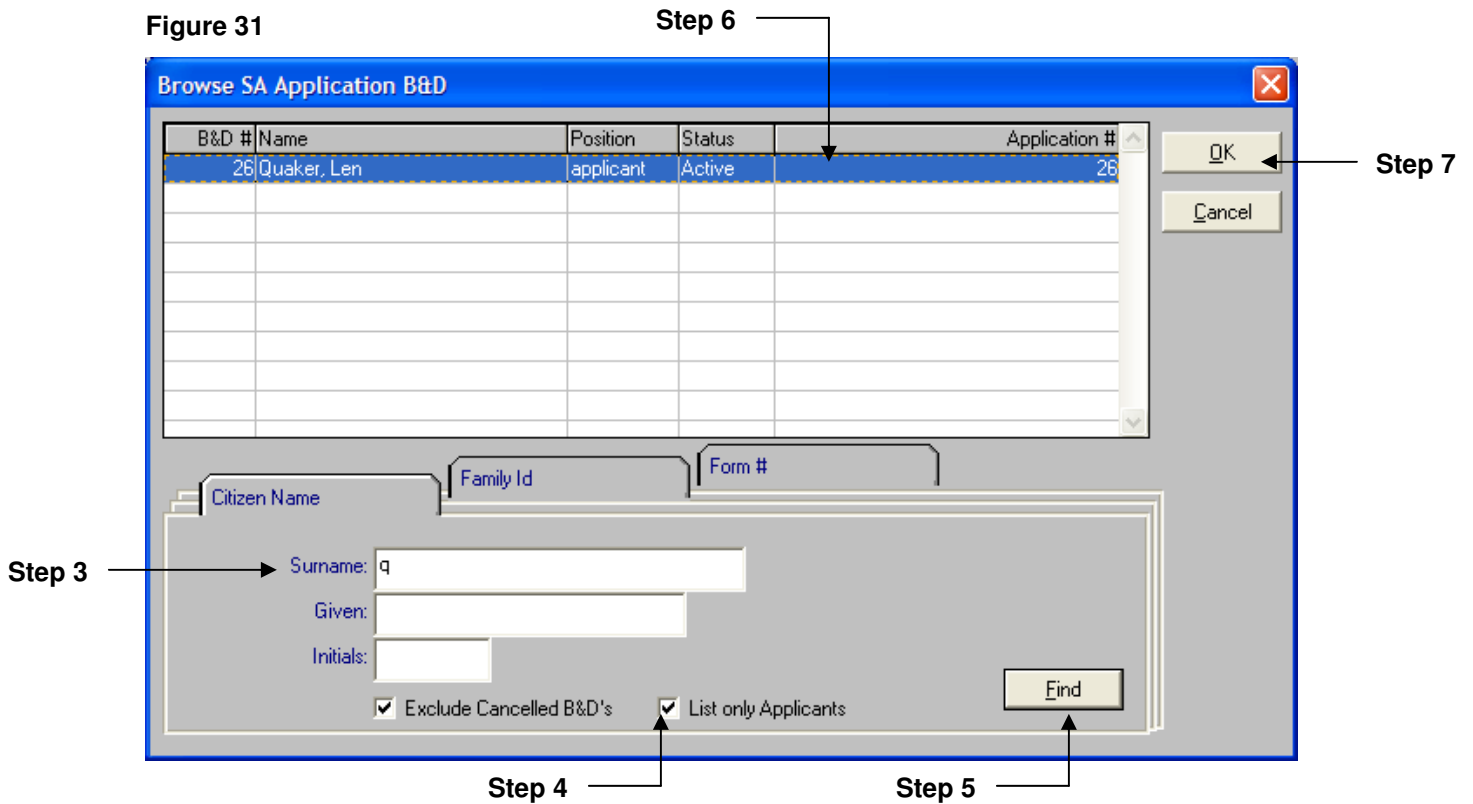 Figure 31
Step 6
Browse SA Application B&D
B&D # Name Position Status Application #
26 Quaker, Len applicant Active 26
OK
Step 7
Cancel
Citizen Name Family Id Form #
Step 3
Surname: q
Given:
Initials:
Exclude Cancelled B&D's List only Applicants
Find
Step 4 Step 5